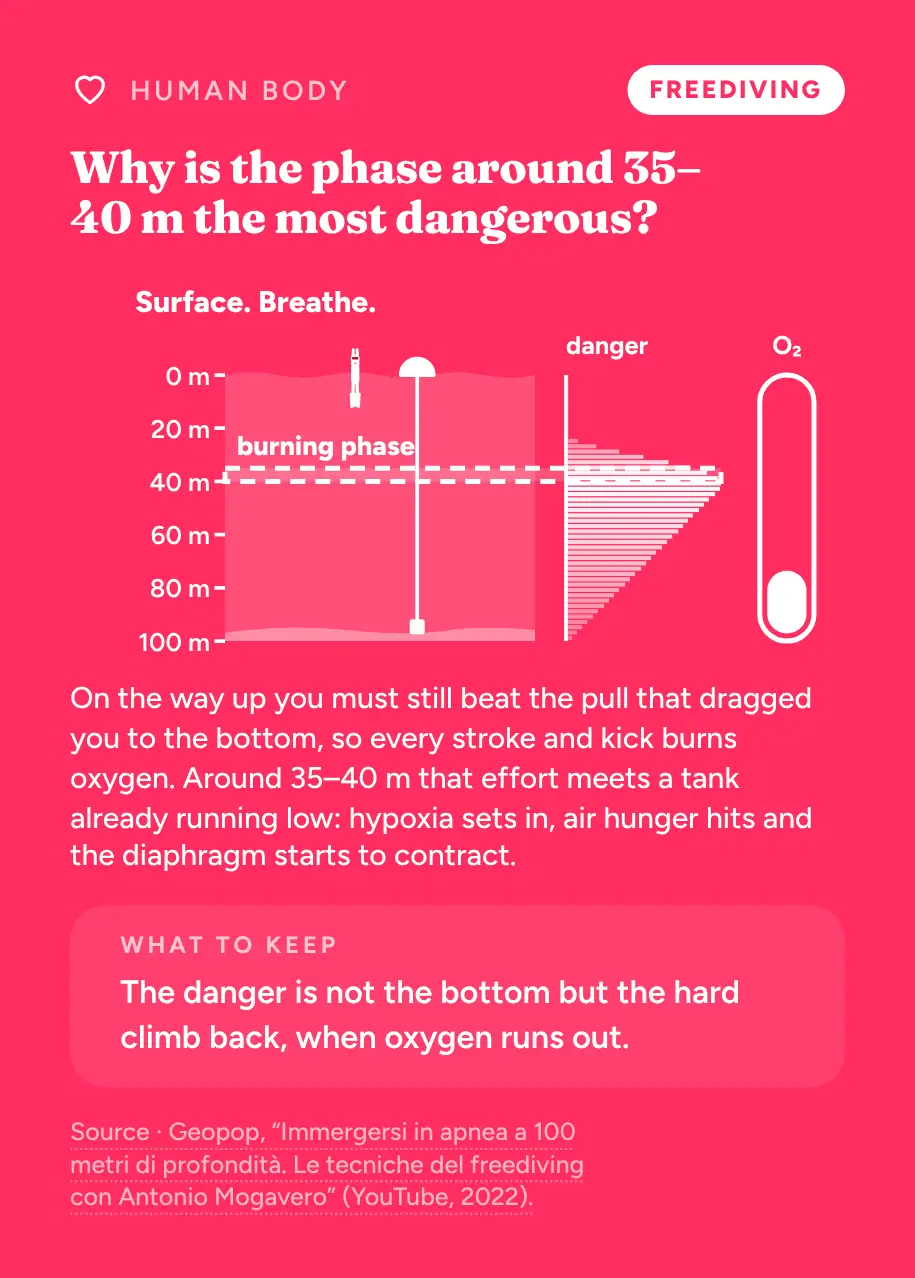 HUMAN BODY
FREEDIVING
Why is the phase around 35–
40 m the most dangerous?
Surface. Breathe.
danger
O₂
0 m
20 m
burning phase
40 m
60 m
80 m
100 m
On the way up you must still beat the pull that dragged
you to the bottom, so every stroke and kick burns
oxygen. Around 35–40 m that effort meets a tank
already running low: hypoxia sets in, air hunger hits and
the diaphragm starts to contract.
WHAT TO KEEP
The danger is not the bottom but the hard
climb back, when oxygen runs out.
Source · Geopop, “Immergersi in apnea a 100
metri di profondità. Le tecniche del freediving
con Antonio Mogavero” (YouTube, 2022).